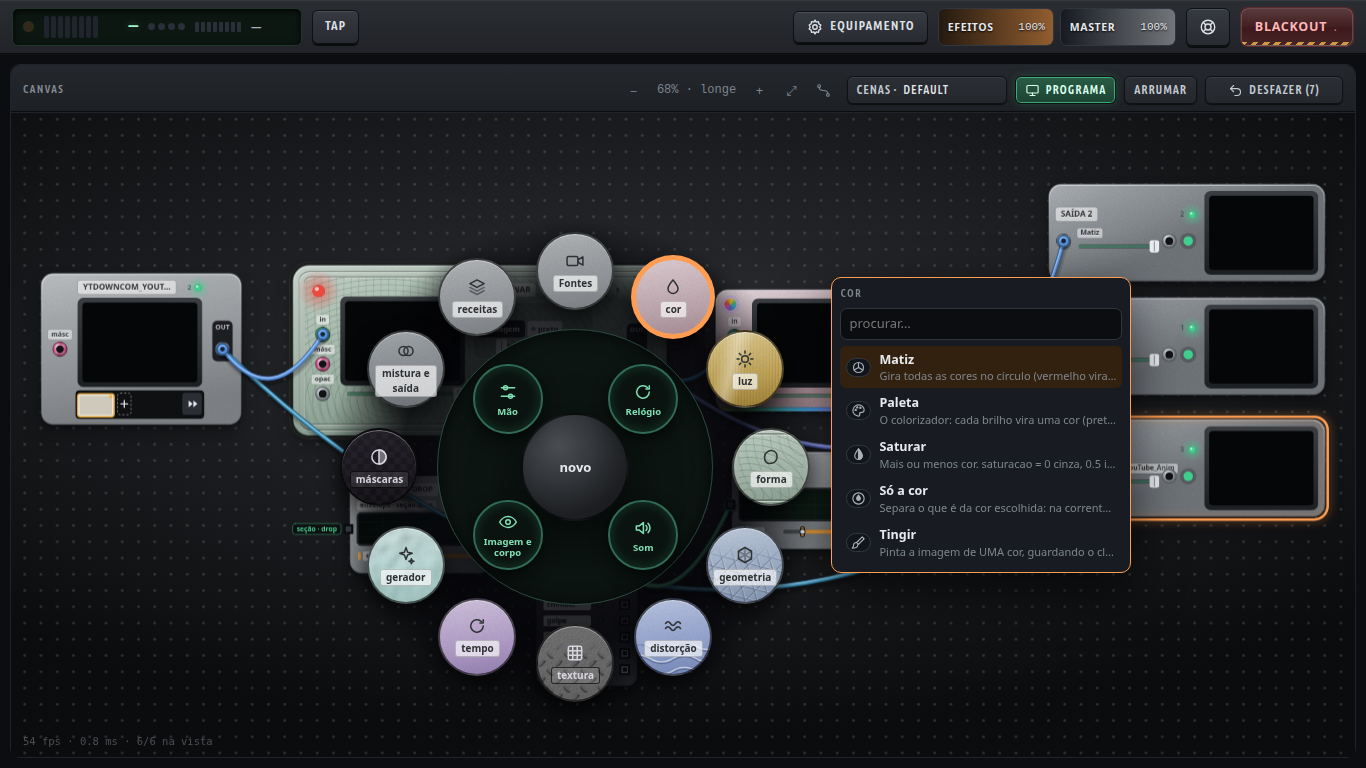 TAP
EQUIPAMENTO
EFEITOS 100%
MASTER 100%
BLACKOUT
CANVAS
− 68% · longe +
CENAS · DEFAULT
PROGRAMA
ARRUMAR
DESFAZER (7)
YTDOWNCOM_YOUT... 2
másc
OUT
in
másc
opac
seção · drop
receitas
Fontes
cor
luz
forma
geometria
distorção
textura
tempo
gerador
máscaras
mistura e
saída
Mão
Relógio
novo
Imagem e
corpo
Som
in
SAÍDA 2
2
Matiz
1
3
COR
procurar...
Matiz
Gira todas as cores no círculo (vermelho vira...
Paleta
O colorizador: cada brilho vira uma cor (pret...
Saturar
Mais ou menos cor. saturacao = 0 cinza, 0.5 i...
Só a cor
Separa o que é da cor escolhida: na corrent...
Tingir
Pinta a imagem de UMA cor, guardando o cl...
54 fps · 0.8 ms · 6/6 na vista